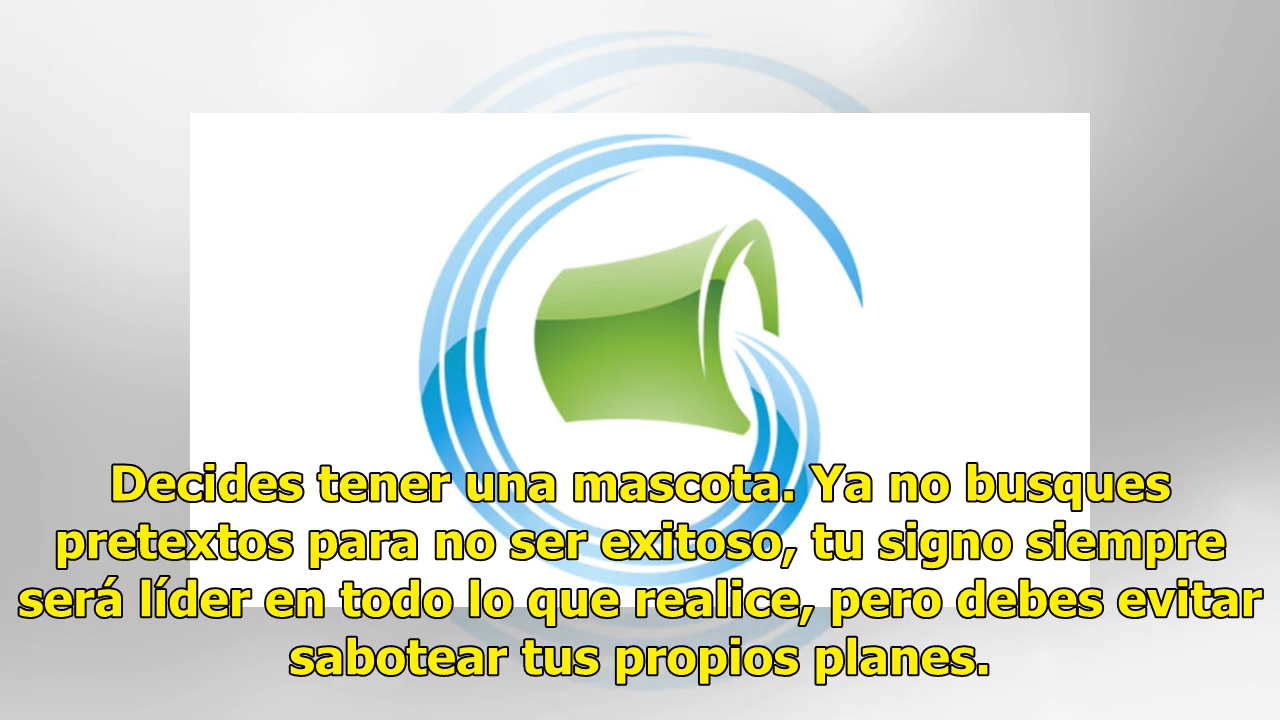 Decides tener una mascota. Ya no busques
pretextos para no ser exitoso, tu signo siempre
será líder en todo lo que realice, pero debes evitar
sabotear tus propios planes.